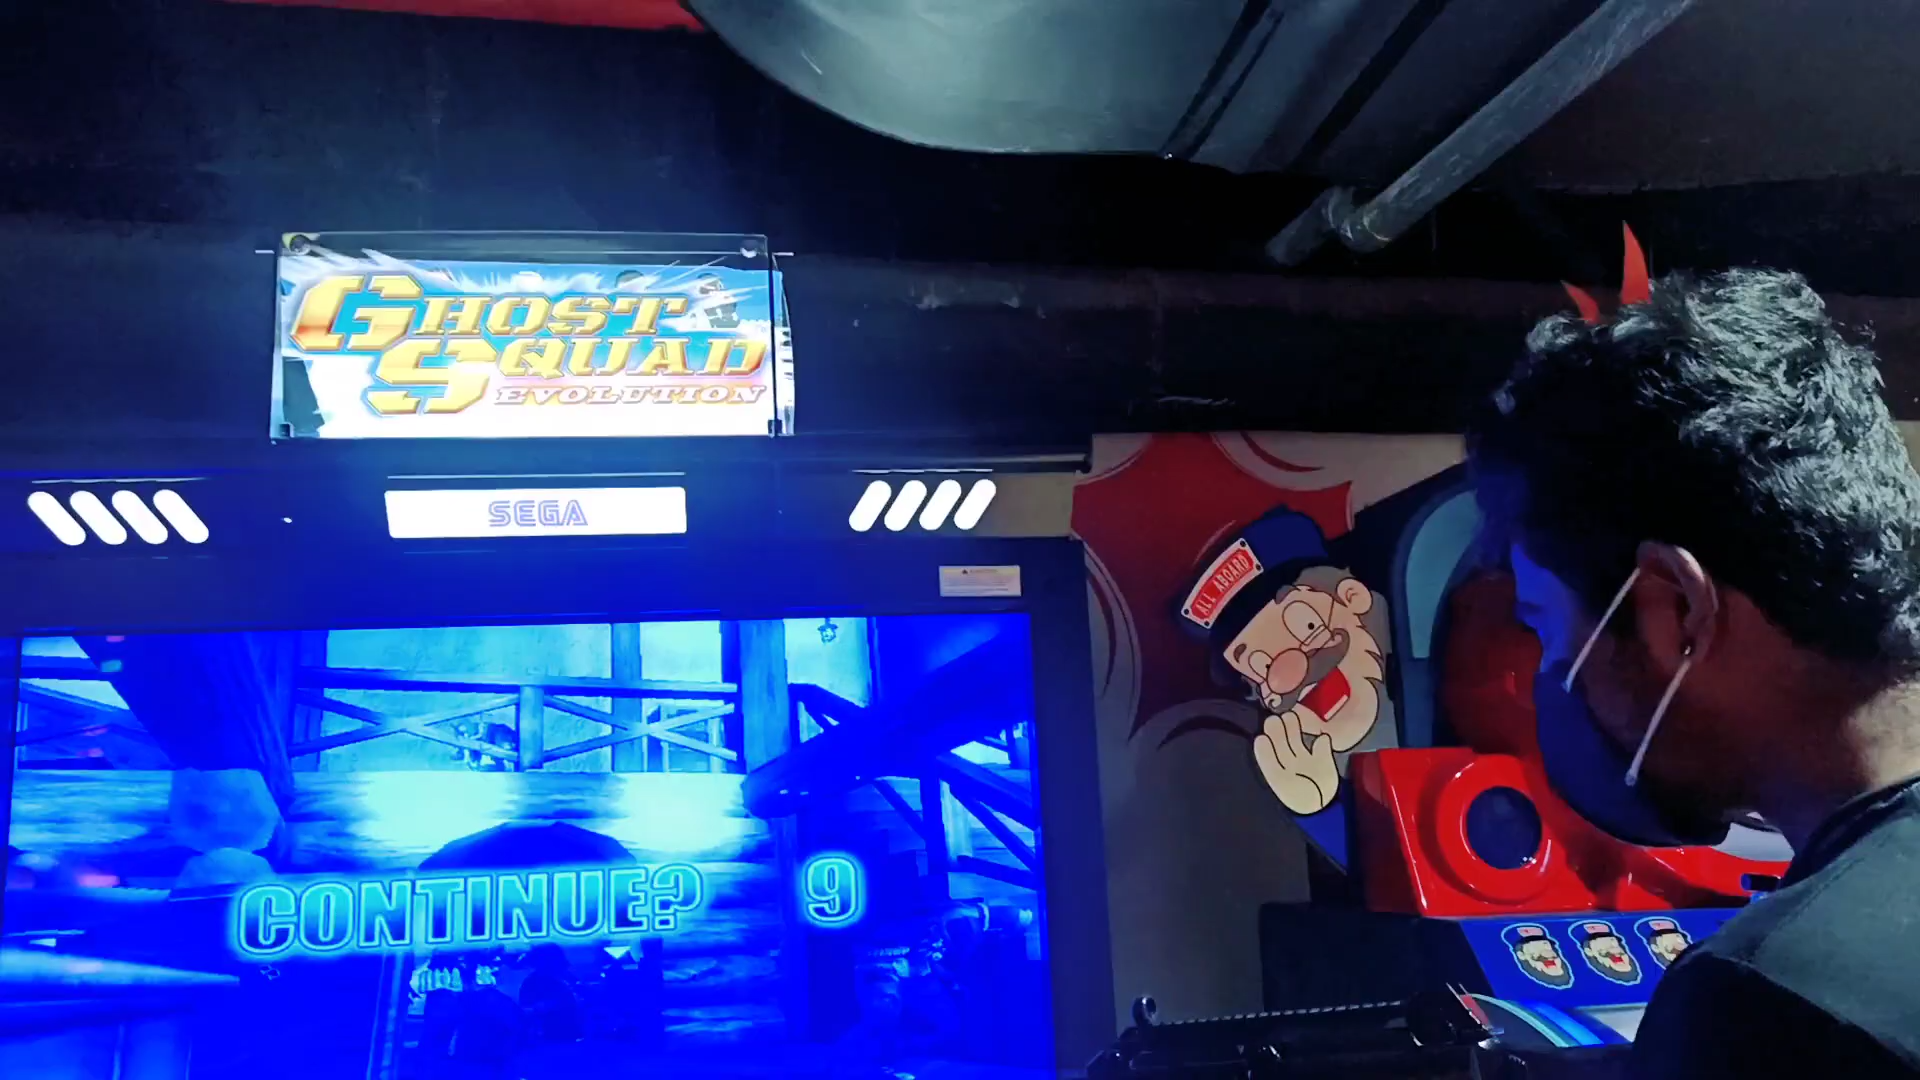 GHOST
SQUAD
EVOLUTION
SEGA
ALL ABOARD
CONTINUE? 9